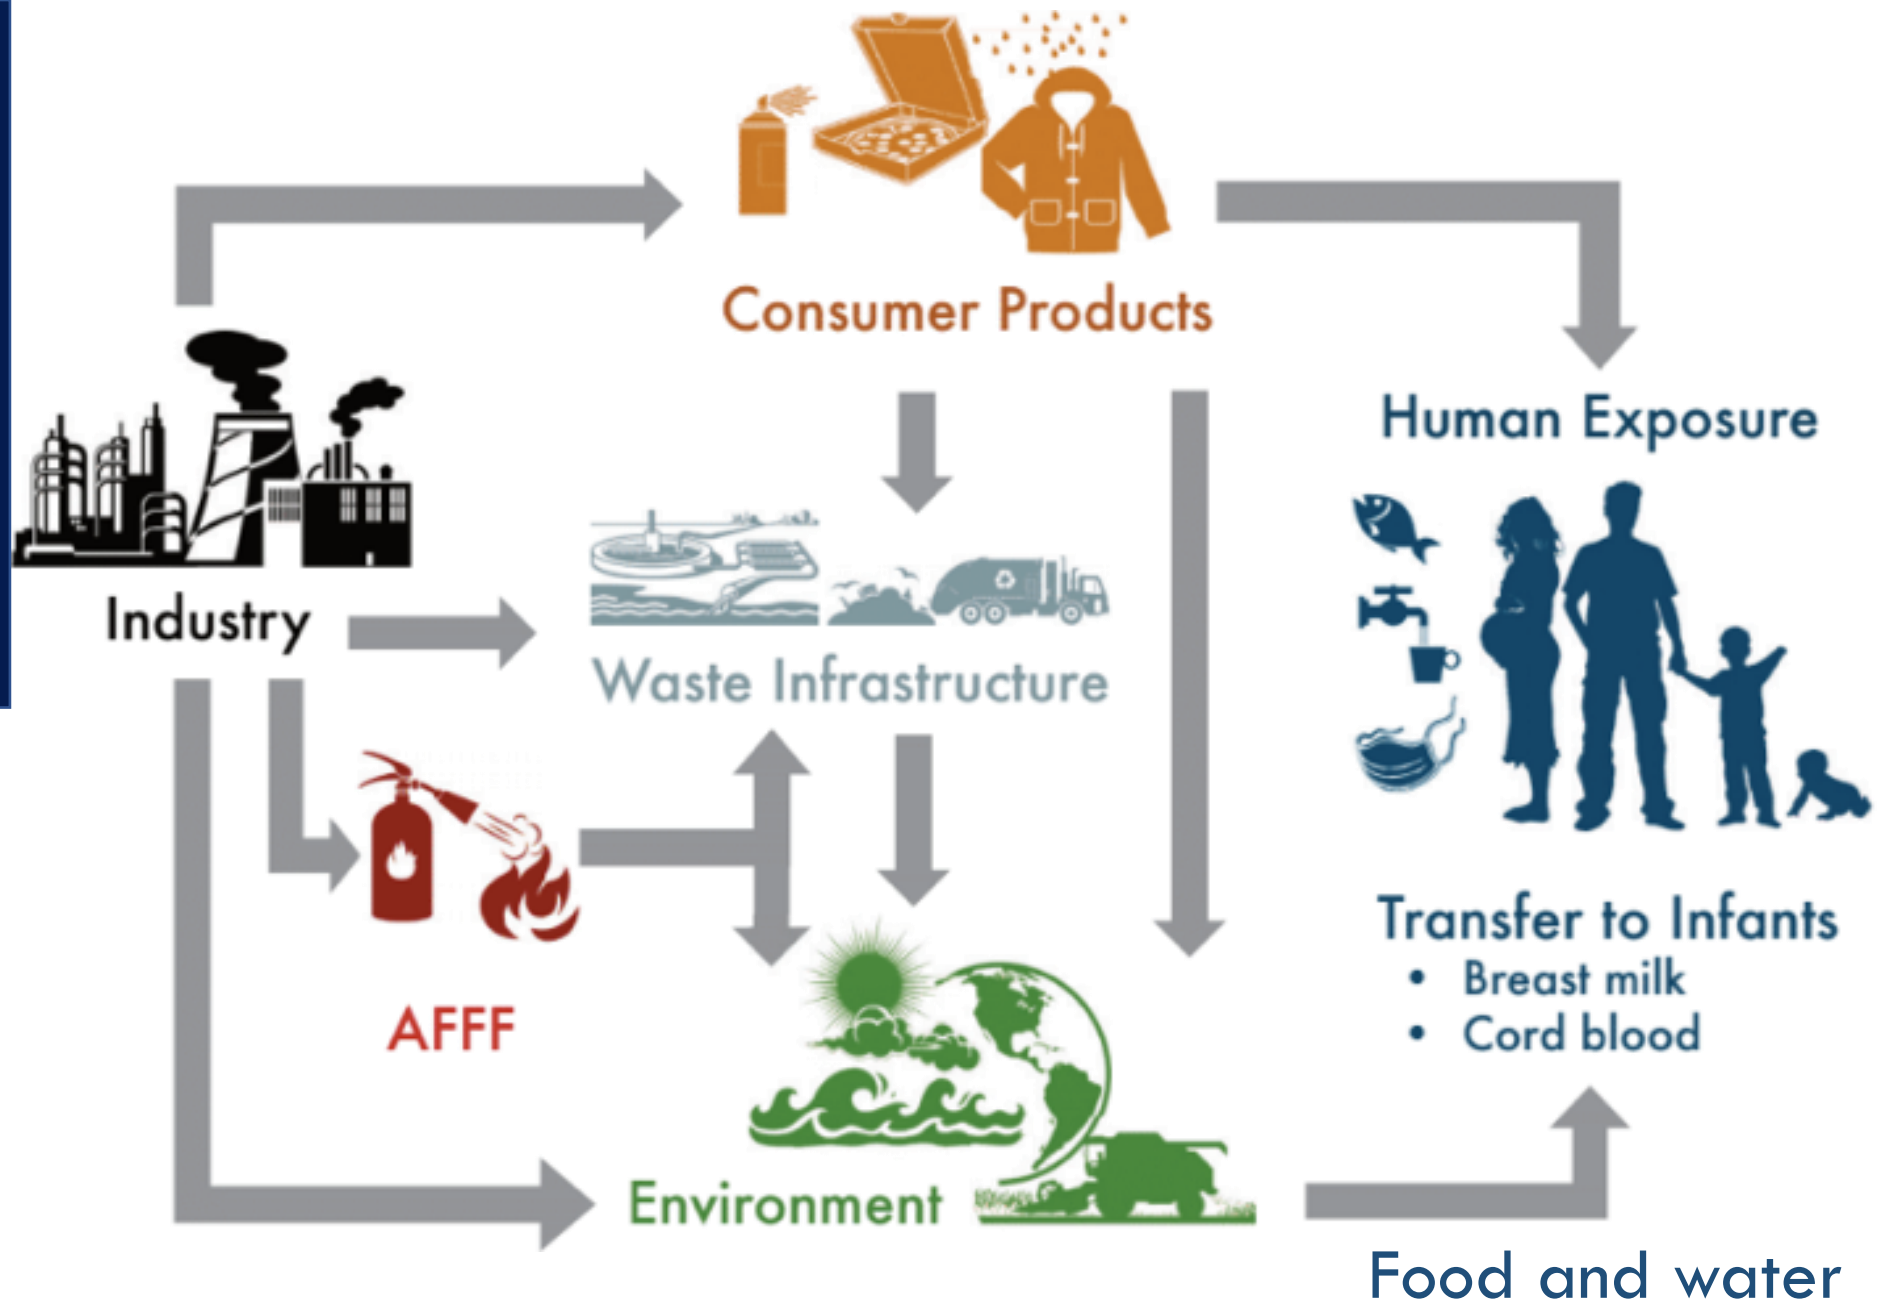 Consumer Products
Human Exposure
Industry
Waste Infrastructure
Transfer to Infants
• Breast milk
• Cord blood
AFFF
Environment
Food and water